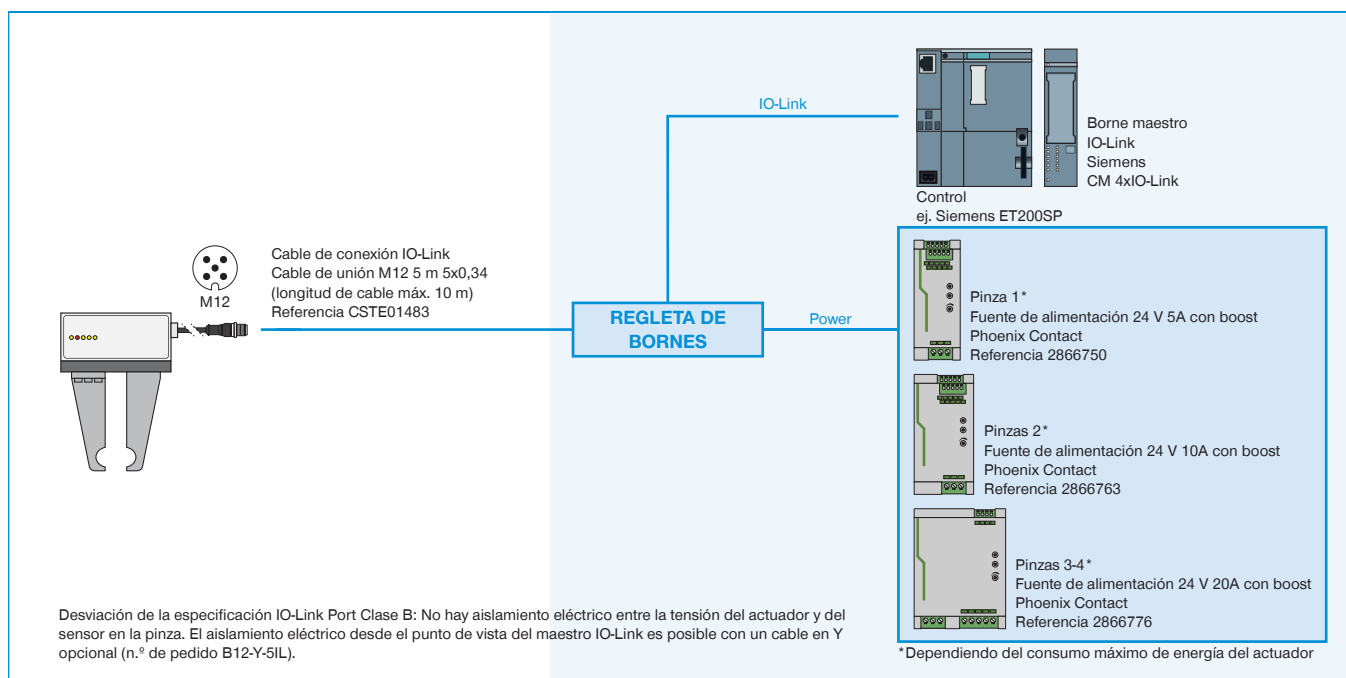 IO-Link
Borne maestro
IO-Link
Siemens
CM 4xIO-Link
Control
ej. Siemens ET200SP
M12
Cable de conexión IO-Link
Cable de unión M12 5 m 5x0,34
(longitud de cable máx. 10 m)
Referencia CSTE01483
REGLETA DE
BORNES
Power
Pinza 1*
Fuente de alimentación 24 V 5A con boost
Phoenix Contact
Referencia 2866750
Pinzas 2*
Fuente de alimentación 24 V 10A con boost
Phoenix Contact
Referencia 2866763
Pinzas 3-4*
Fuente de alimentación 24 V 20A con boost
Phoenix Contact
Referencia 2866776
*Dependiendo del consumo máximo de energía del actuador
Desviación de la especificación IO-Link Port Clase B: No hay aislamiento eléctrico entre la tensión del actuador y del
sensor en la pinza. El aislamiento eléctrico desde el punto de vista del maestro IO-Link es posible con un cable en Y
opcional (n.º de pedido B12-Y-5IL).